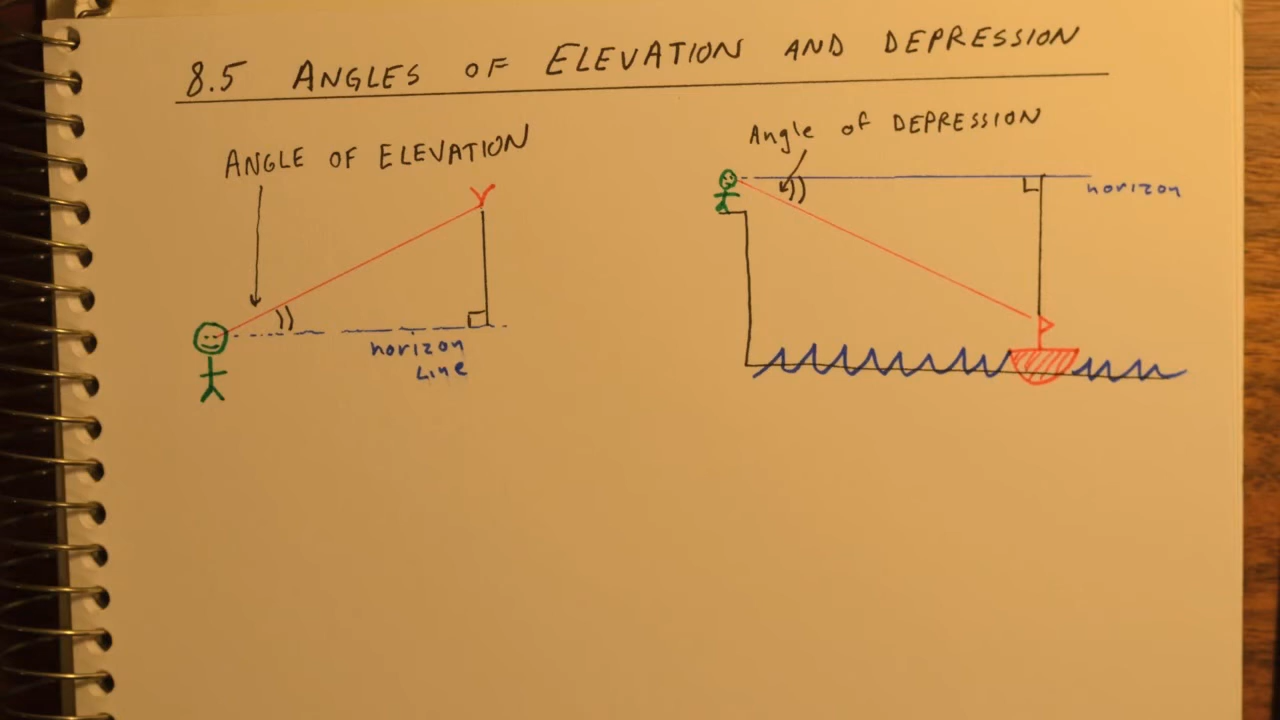 8.5 ANGLES OF ELEVATION AND DEPRESSION
ANGLE OF ELEVATION
horizon
LINE
Angle of DEPRESSION
horizon